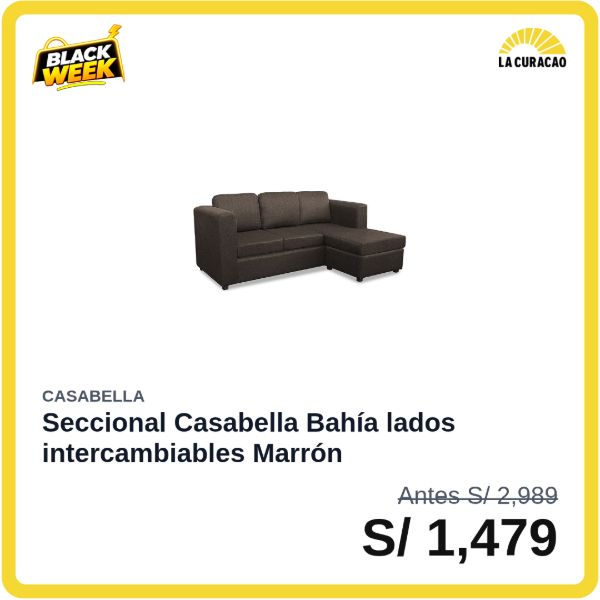 BLACK
WEEK
LA CURACAO
CASABELLA
Seccional Casabella Bahía lados
intercambiables Marrón
Antes S/ 2,989
S/ 1,479